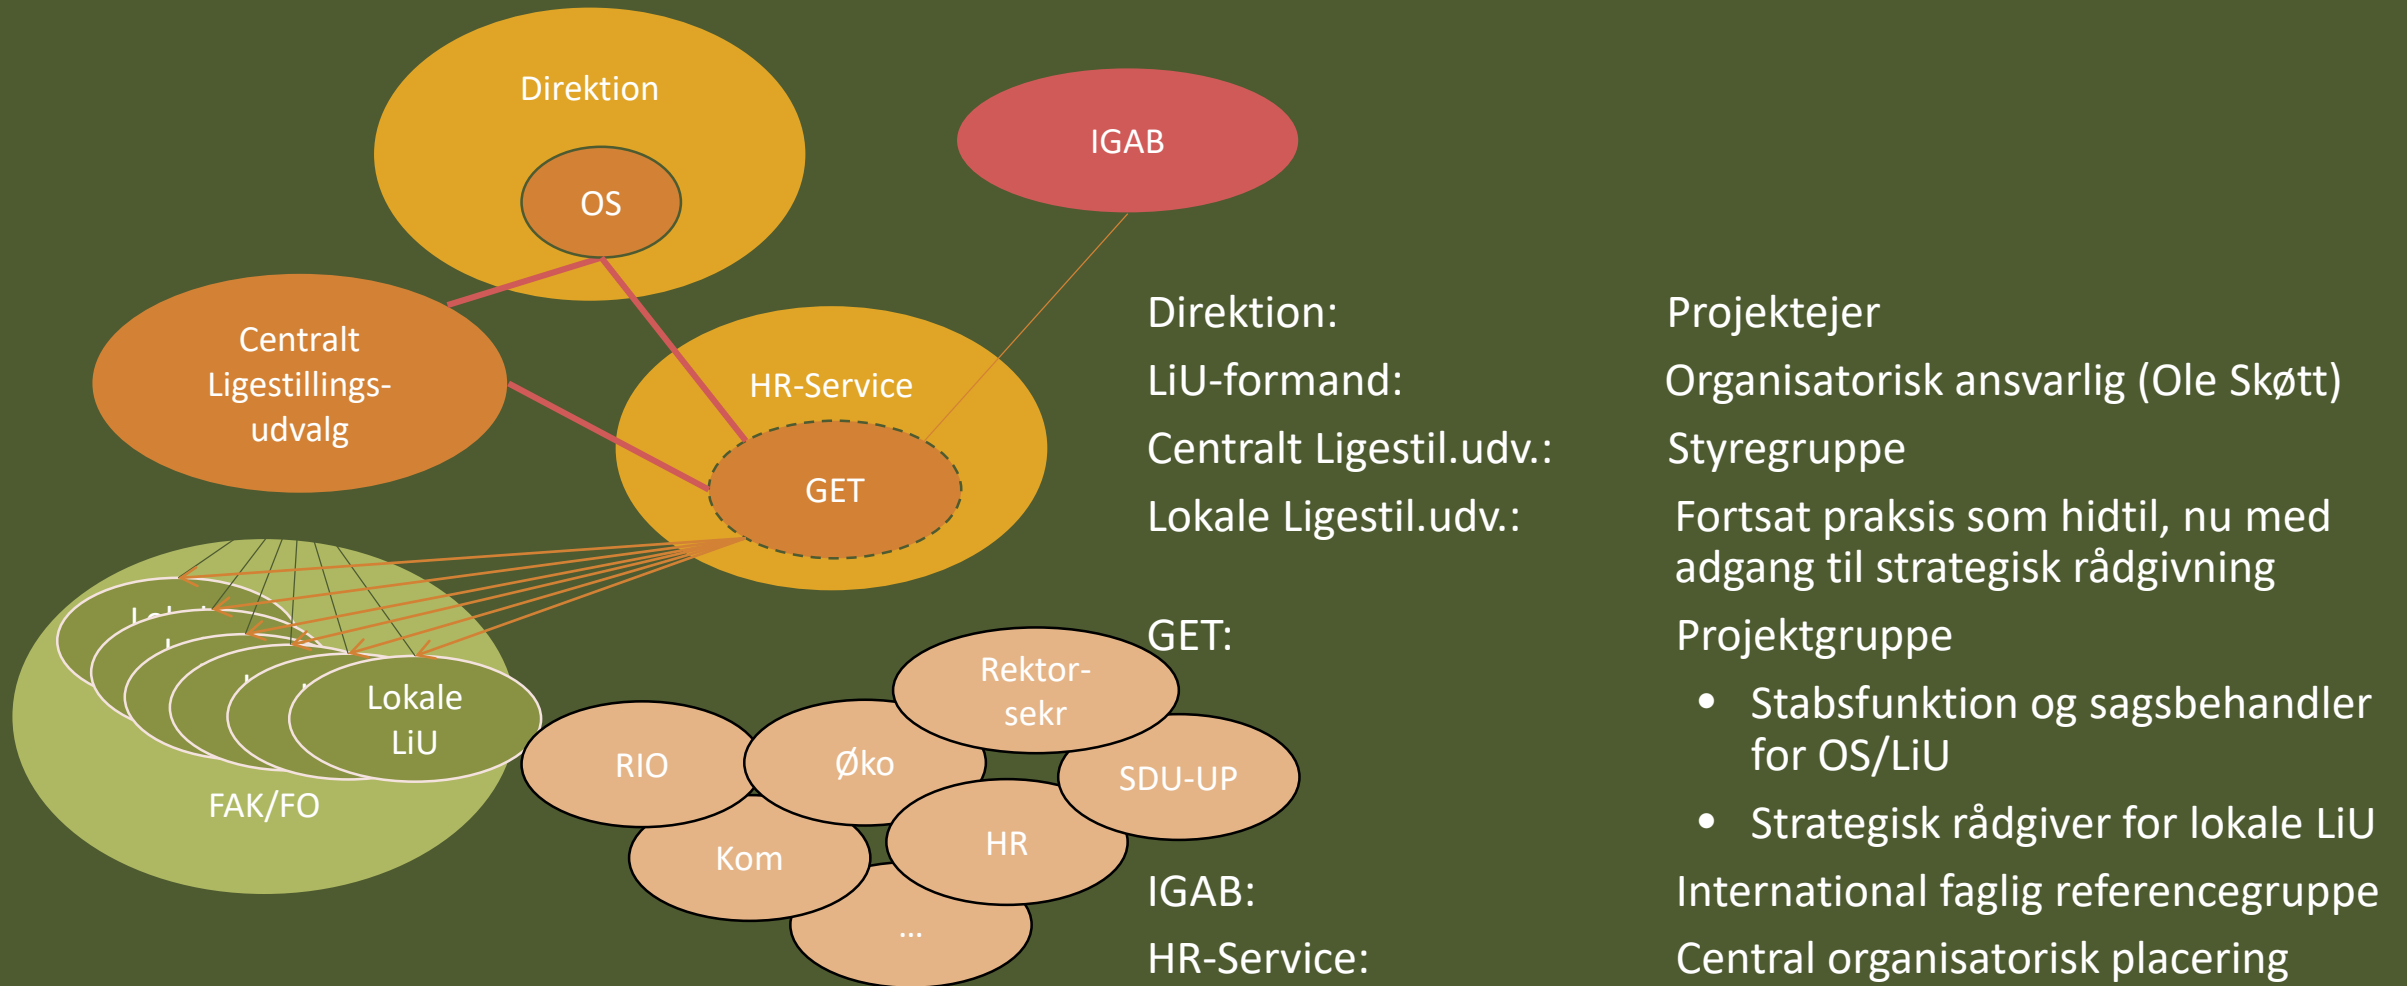 Direktion
OS
IGAB
Centralt
Ligestillings-
udvalg
HR-Service
GET
Lokale
LiU
FAK/FO
Rektor-
sekr
RIO
Øko
SDU-UP
Kom
HR
...
Direktion: Projektejer
LiU-formand: Organisatorisk ansvarlig (Ole Skøtt)
Centralt Ligestil.udv.: Styregruppe
Lokale Ligestil.udv.: Fortsat praksis som hidtil, nu med
adgang til strategisk rådgivning
GET: Projektgruppe
• Stabsfunktion og sagsbehandler
for OS/LiU
• Strategisk rådgiver for lokale LiU
IGAB: International faglig referencegruppe
HR-Service: Central organisatorisk placering